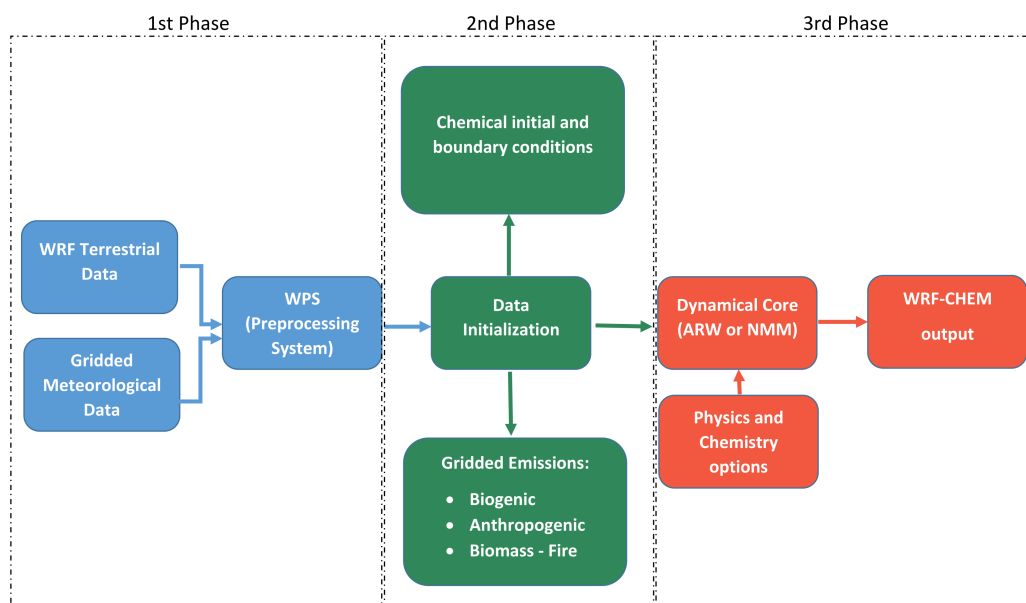 1st Phase
2nd Phase
3rd Phase
Chemical initial and
boundary conditions
WRF Terrestrial
Data
WPS
(Preprocessing
System)
Gridded
Meteorological
Data
Data
Initialization
Gridded Emissions:
• Biogenic
• Anthropogenic
• Biomass - Fire
Dynamical Core
(ARW or NMM)
Physics and
Chemistry
options
WRF-CHEM
output